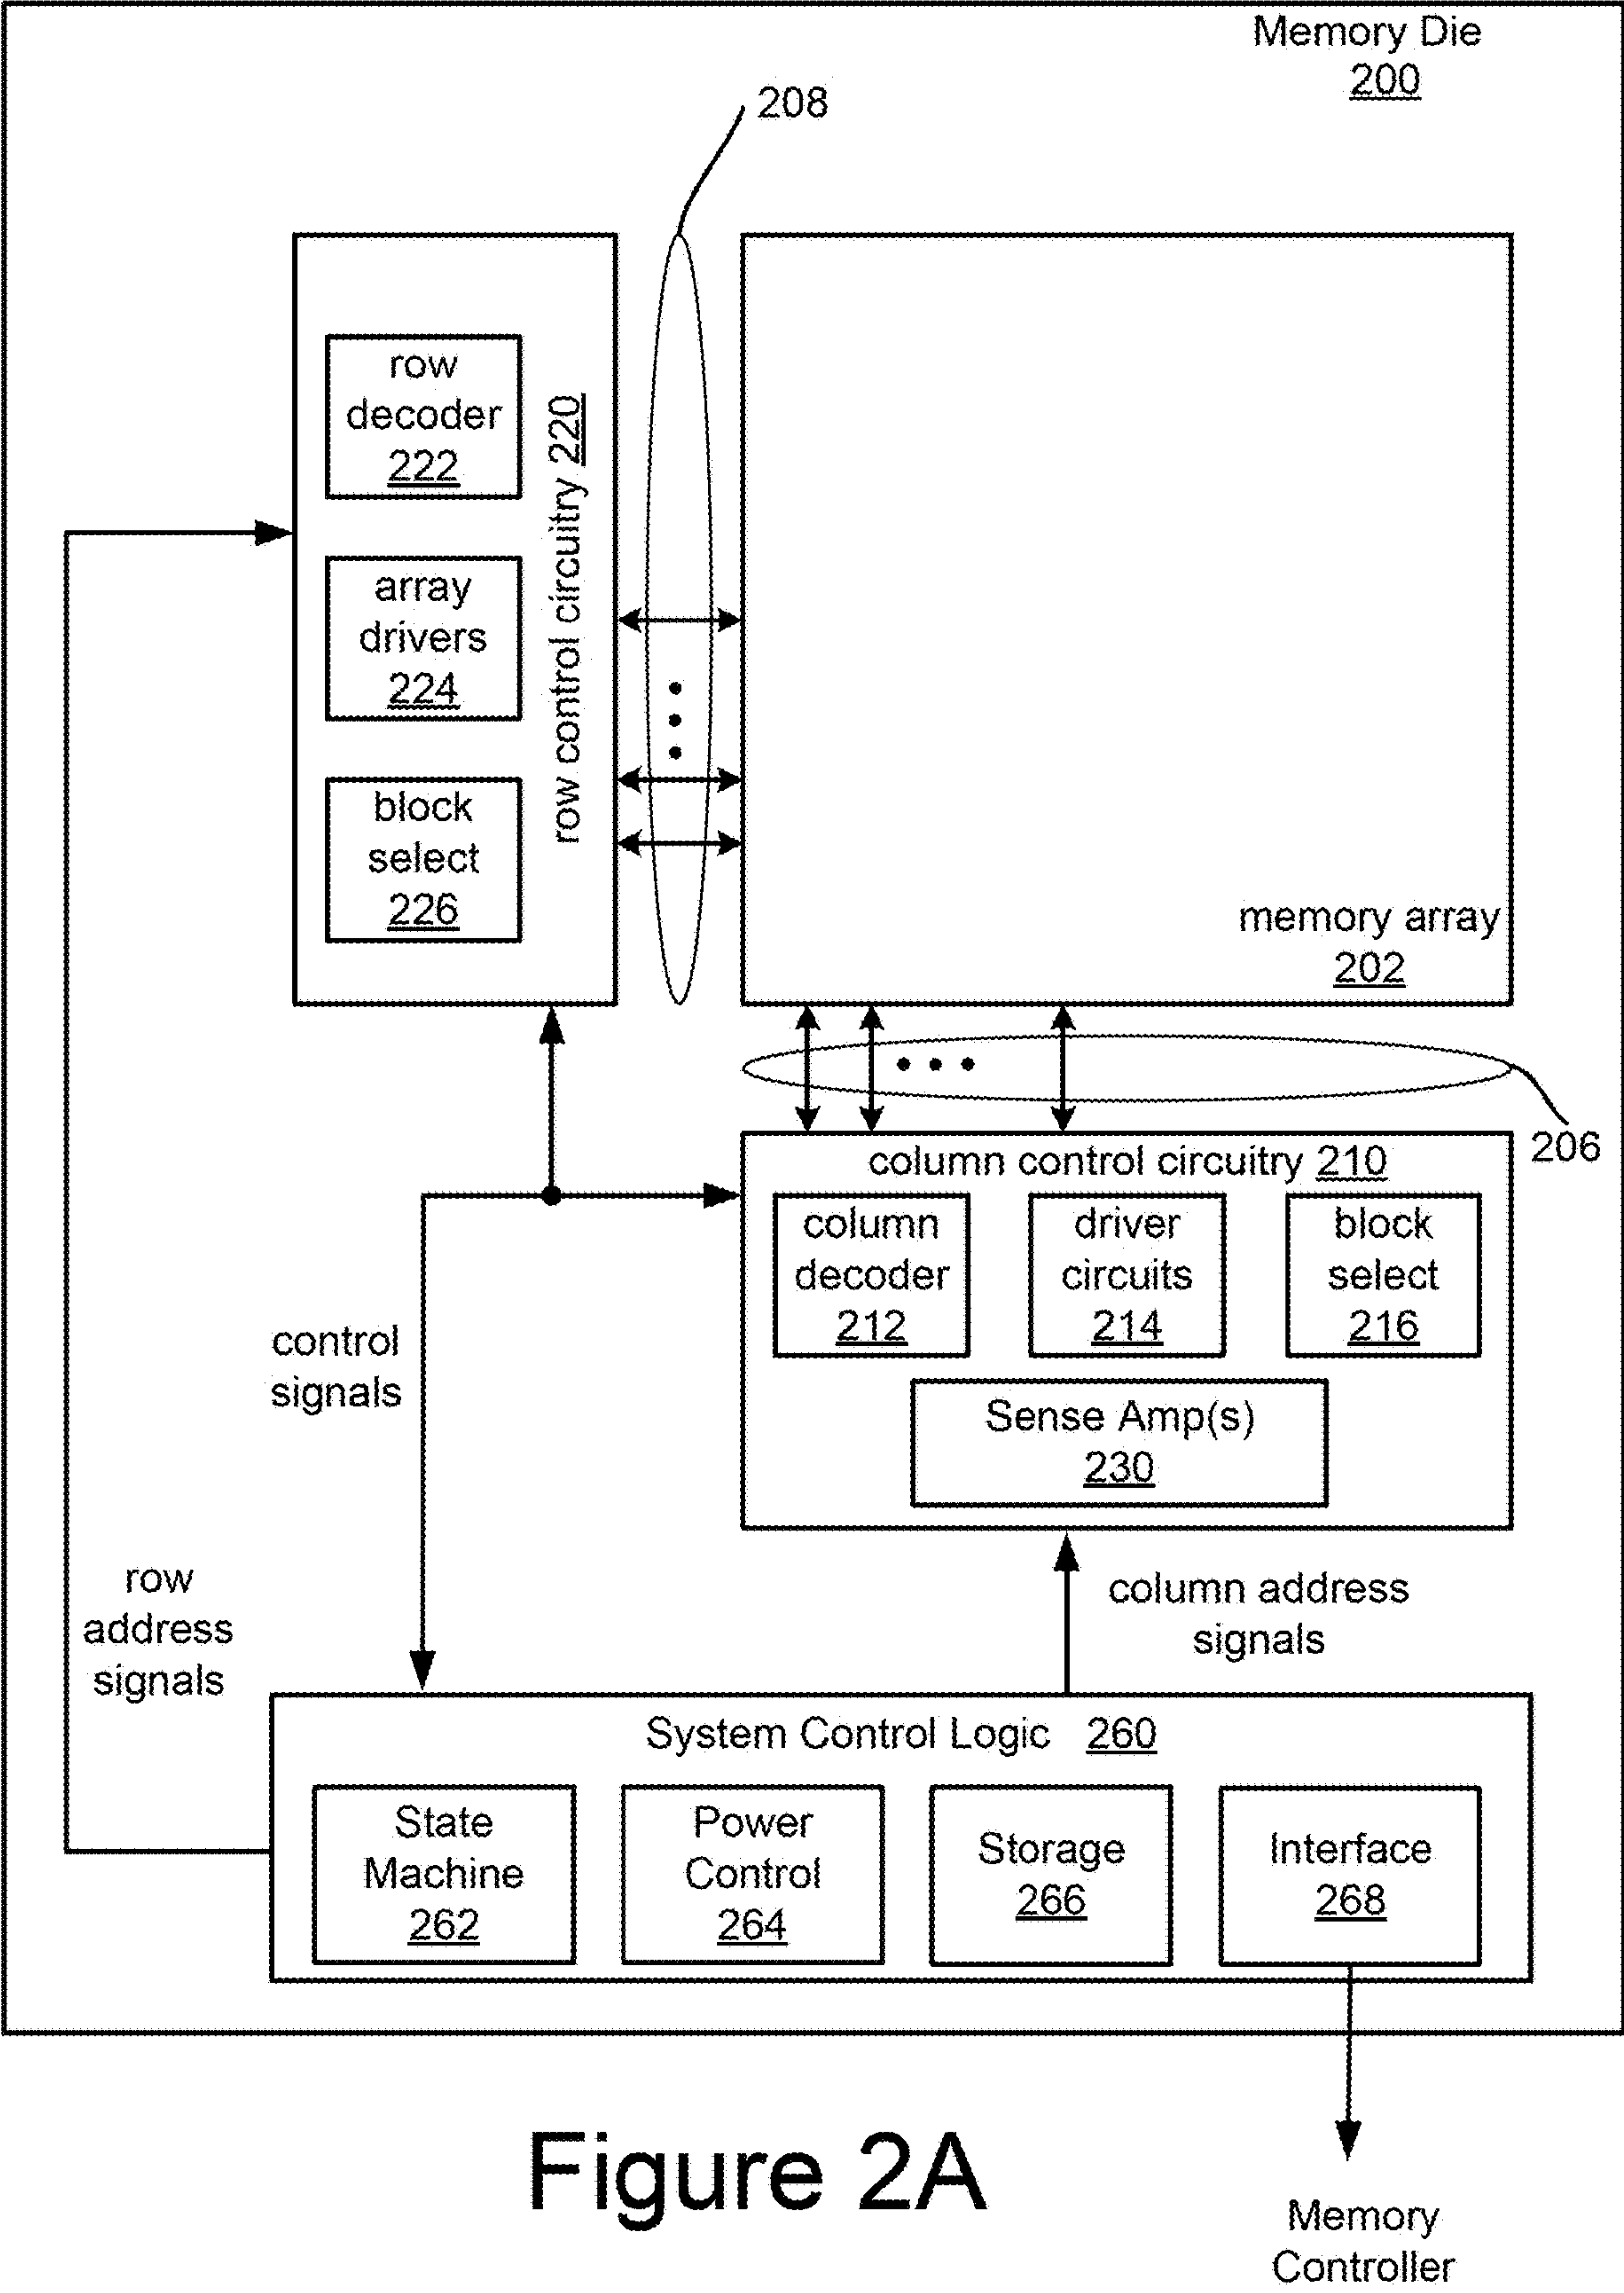 Memory Die
200
208
row
decoder
222
array
drivers
224
block
select
226
row control circuitry 220
memory array
202
206
column control circuitry 210
column
decoder
212
driver
circuits
214
block
select
216
Sense Amp(s)
230
control
signals
row
address
signals
column address
signals
System Control Logic 260
State
Machine
262
Power
Control
264
Storage
266
Interface
268
Figure 2A
Memory
Controller